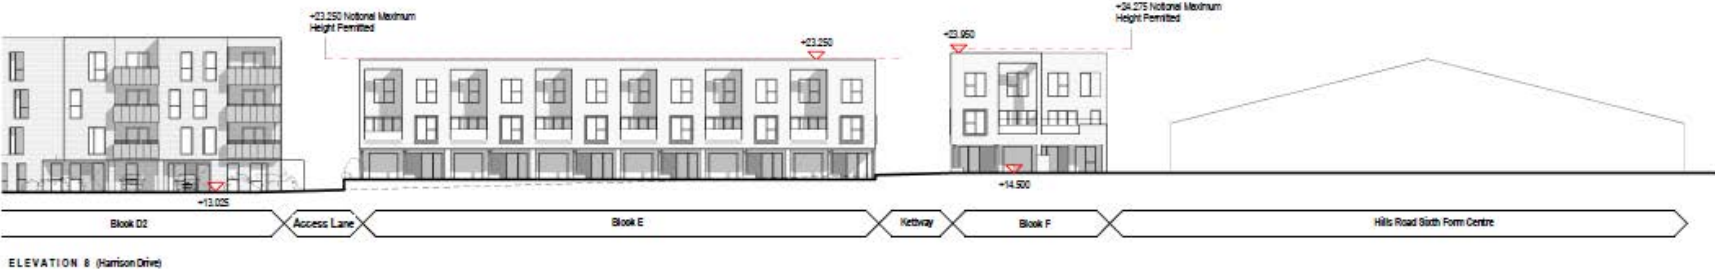 +23.250 Notional Maximum
Height Permitted
+24.275 Notional Maximum
Height Permitted
+23.250
+23.950
+14.500
+13.025
Block D2
Access Lane
Block E
Kettway
Block F
Hills Road Sixth Form Centre
ELEVATION 8 (Harrison Drive)